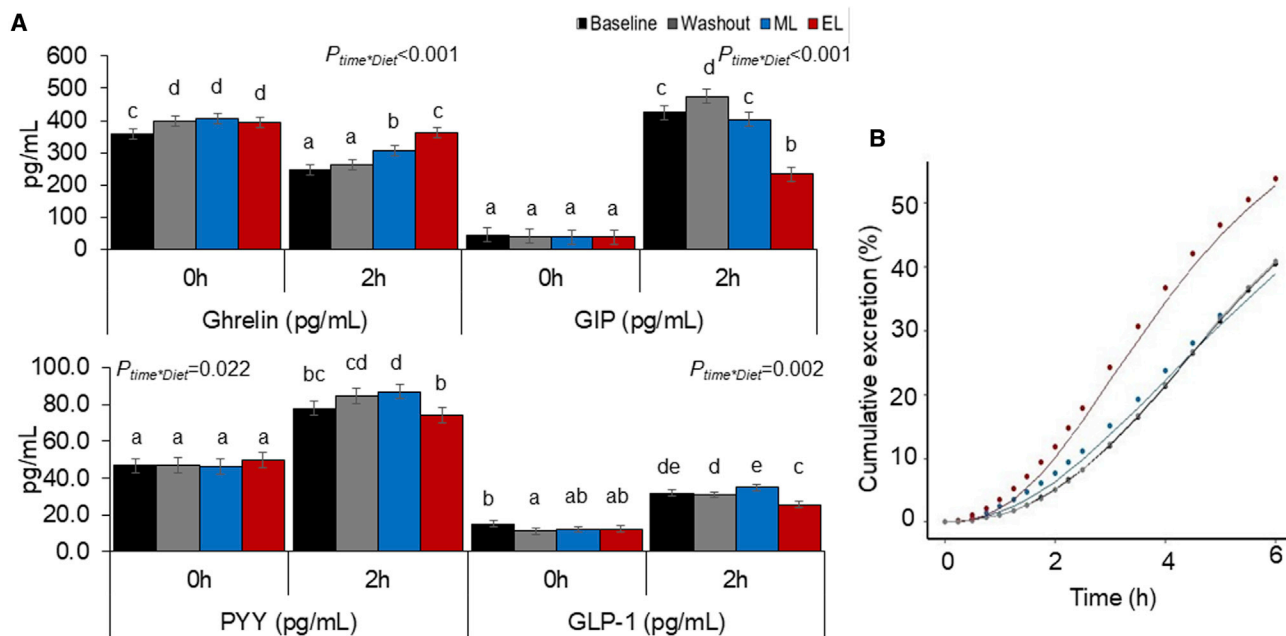 A
Baseline Washout ML EL
600
500
400
300
200
100
0
pg/mL
P time*Diet<0.001
P time*Diet<0.001
c d d d a a b c a a a a c d c b
0h 2h 0h 2h
Ghrelin (pg/mL) GIP (pg/mL)
100.0
80.0
60.0
40.0
20.0
0.0
pg/mL
P time*Diet=0.022
P time*Diet=0.002
a a a a bc cd d b b a ab ab de d e c
0h 2h 0h 2h
PYY (pg/mL) GLP-1 (pg/mL)
B
50
40
30
20
10
0
Cumulative excretion (%)
0 2 4 6
Time (h)